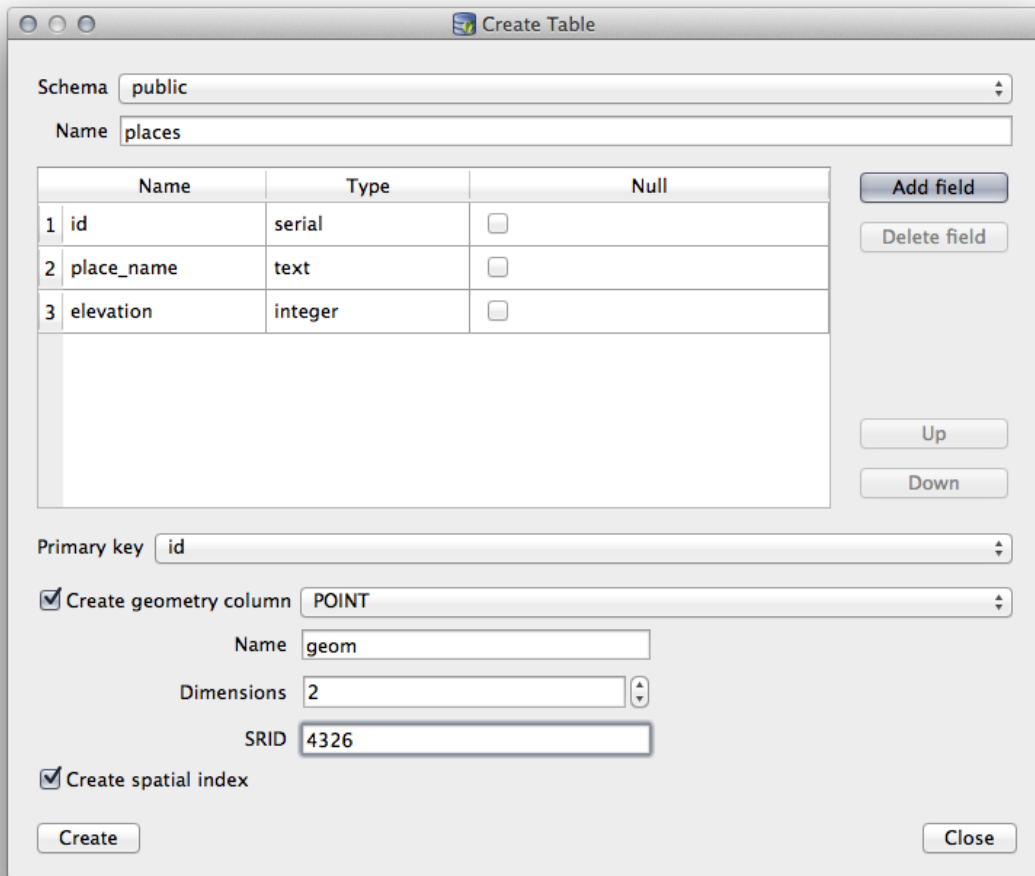 Create Table
Schema public
Name places
Name Type Null
1 id serial
2 place_name text
3 elevation integer
Add field
Delete field
Up
Down
Primary key id
Create geometry column POINT
Name geom
Dimensions 2
SRID 4326
Create spatial index
Create Close